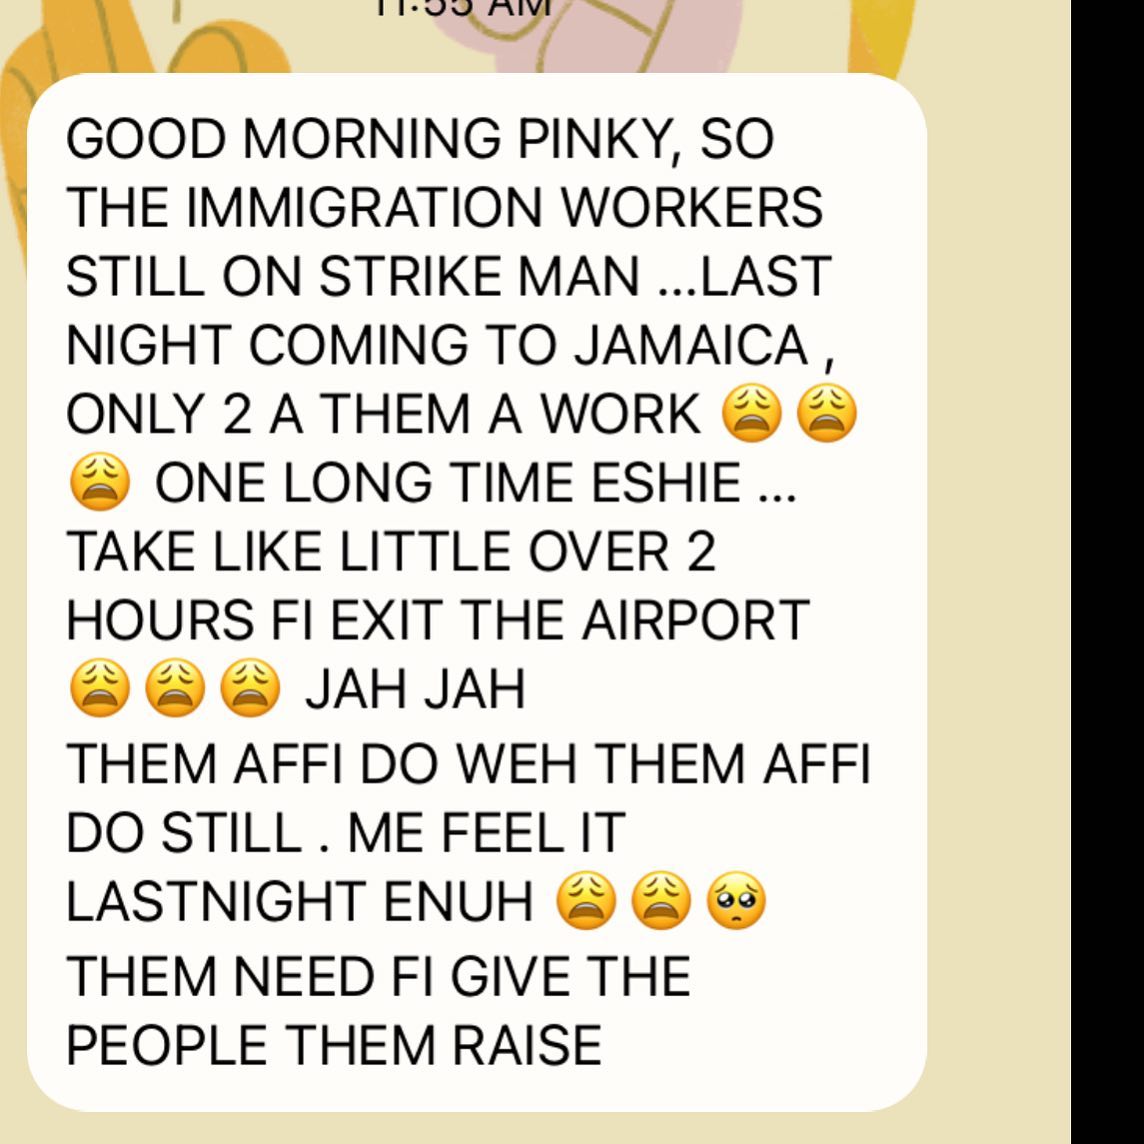 11:55 AM
GOOD MORNING PINKY, SO
THE IMMIGRATION WORKERS
STILL ON STRIKE MAN ...LAST
NIGHT COMING TO JAMAICA ,
ONLY 2 A THEM A WORK 😩😩
😩 ONE LONG TIME ESHIE ...
TAKE LIKE LITTLE OVER 2
HOURS FI EXIT THE AIRPORT
😩😩😩 JAH JAH
THEM AFFI DO WEH THEM AFFI
DO STILL . ME FEEL IT
LASTNIGHT ENUH 😩😩🥺
THEM NEED FI GIVE THE
PEOPLE THEM RAISE